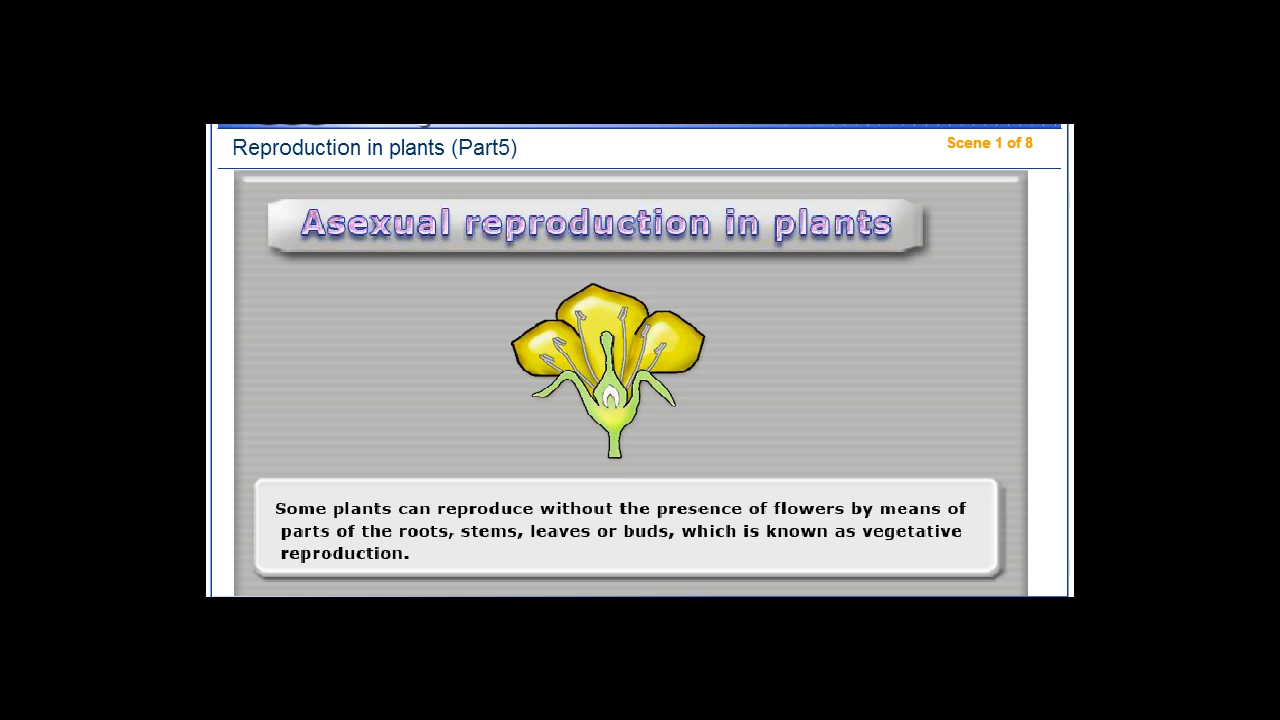 Reproduction in plants (Part5)
Scene 1 of 8
Asexual reproduction in plants
Some plants can reproduce without the presence of flowers by means of
parts of the roots, stems, leaves or buds, which is known as vegetative
reproduction.